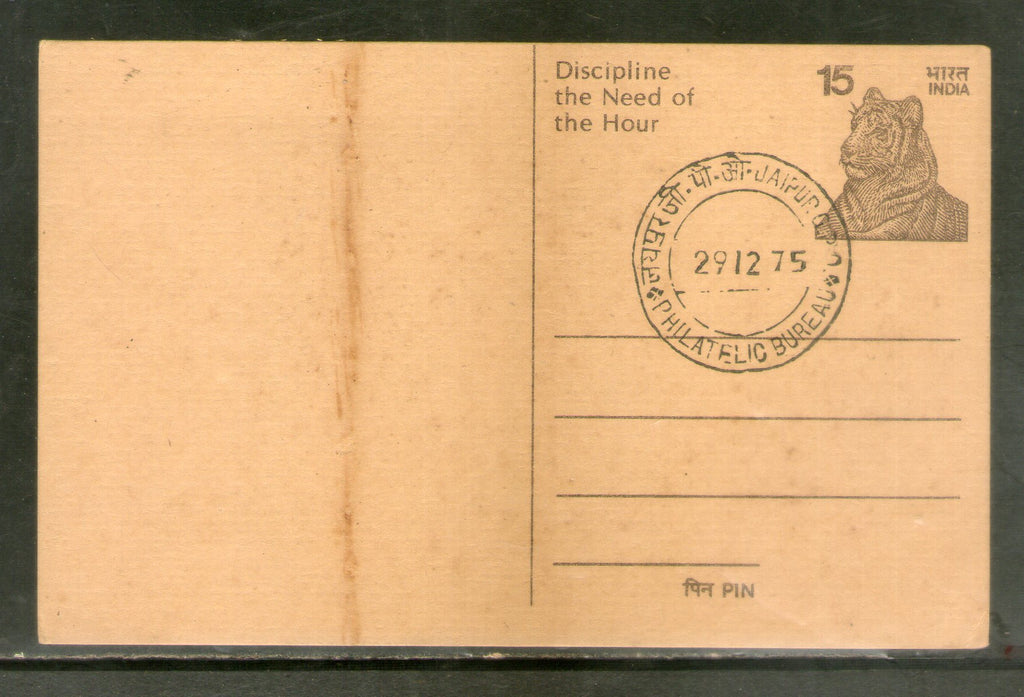 Discipline
the Need of
the Hour
15
भारत
INDIA
जयपुर जी. पो. ओ. JAIPUR G.P.O.
29 12 75
PHILATELIC BUREAU
पिन PIN